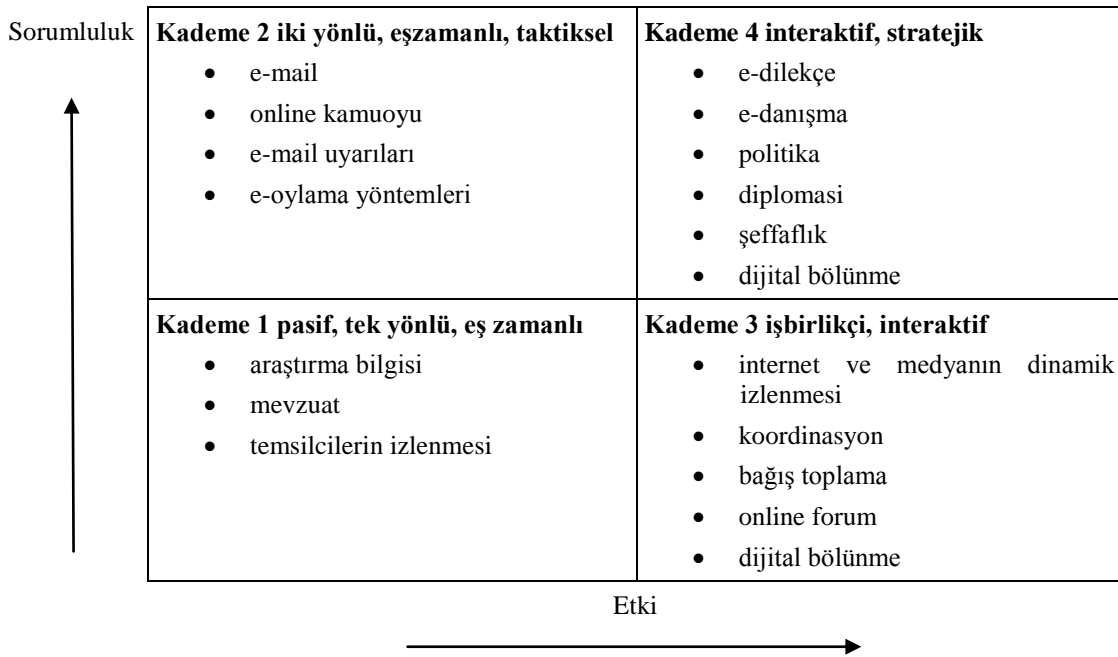 Sorumluluk
Kademe 2 iki yönlü, eşzamanlı, taktiksel
• e-mail
• online kamuoyu
• e-mail uyarıları
• e-oylama yöntemleri
Kademe 4 interaktif, stratejik
• e-dilekçe
• e-danışma
• politika
• diplomasi
• şeffaflık
• dijital bölünme
Kademe 1 pasif, tek yönlü, eş zamanlı
• araştırma bilgisi
• mevzuat
• temsilcilerin izlenmesi
Kademe 3 işbirlikçi, interaktif
• internet ve medyanın dinamik
izlenmesi
• koordinasyon
• bağış toplama
• online forum
• dijital bölünme
Etki